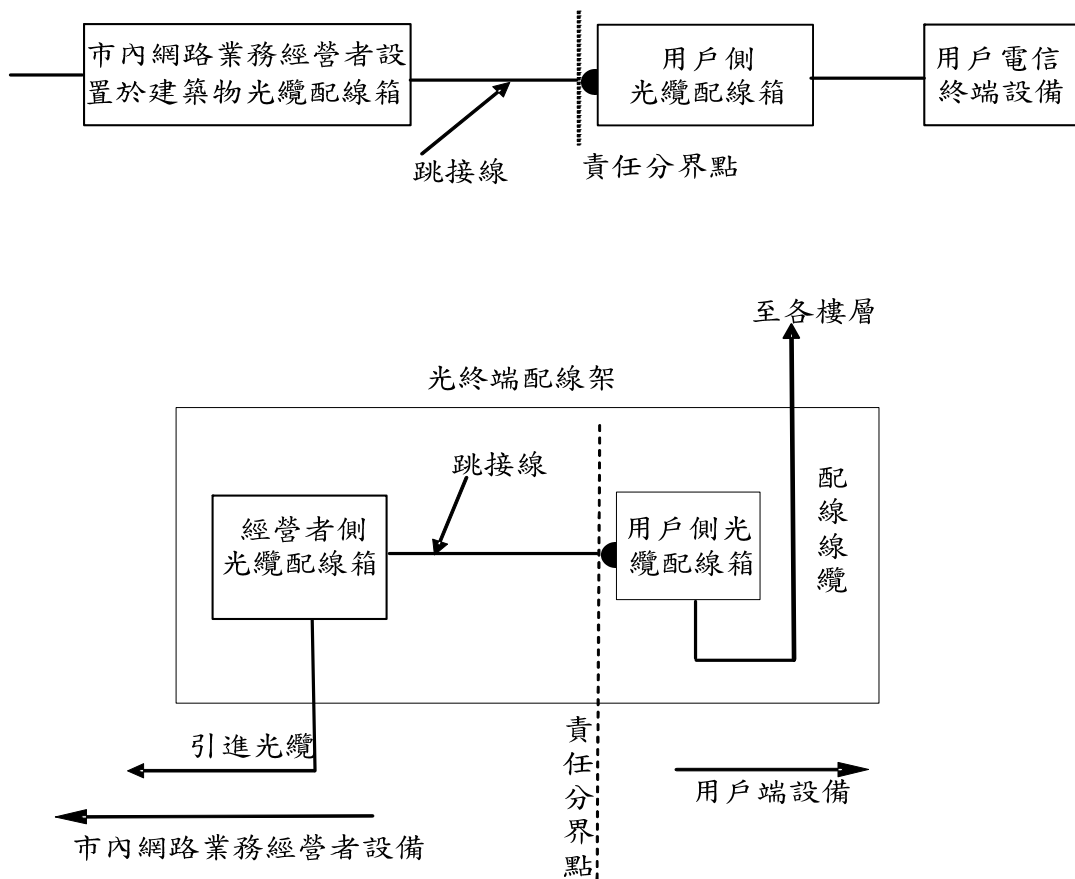 市內網路業務經營者設
置於建築物光纜配線箱
用戶側
光纜配線箱
用戶電信
終端設備
跳接線
責任分界點
至各樓層
光終端配線架
跳接線
經營者側
光纜配線箱
用戶側光
纜配線箱
配線線纜
引進光纜
責任分界點
用戶端設備
市內網路業務經營者設備